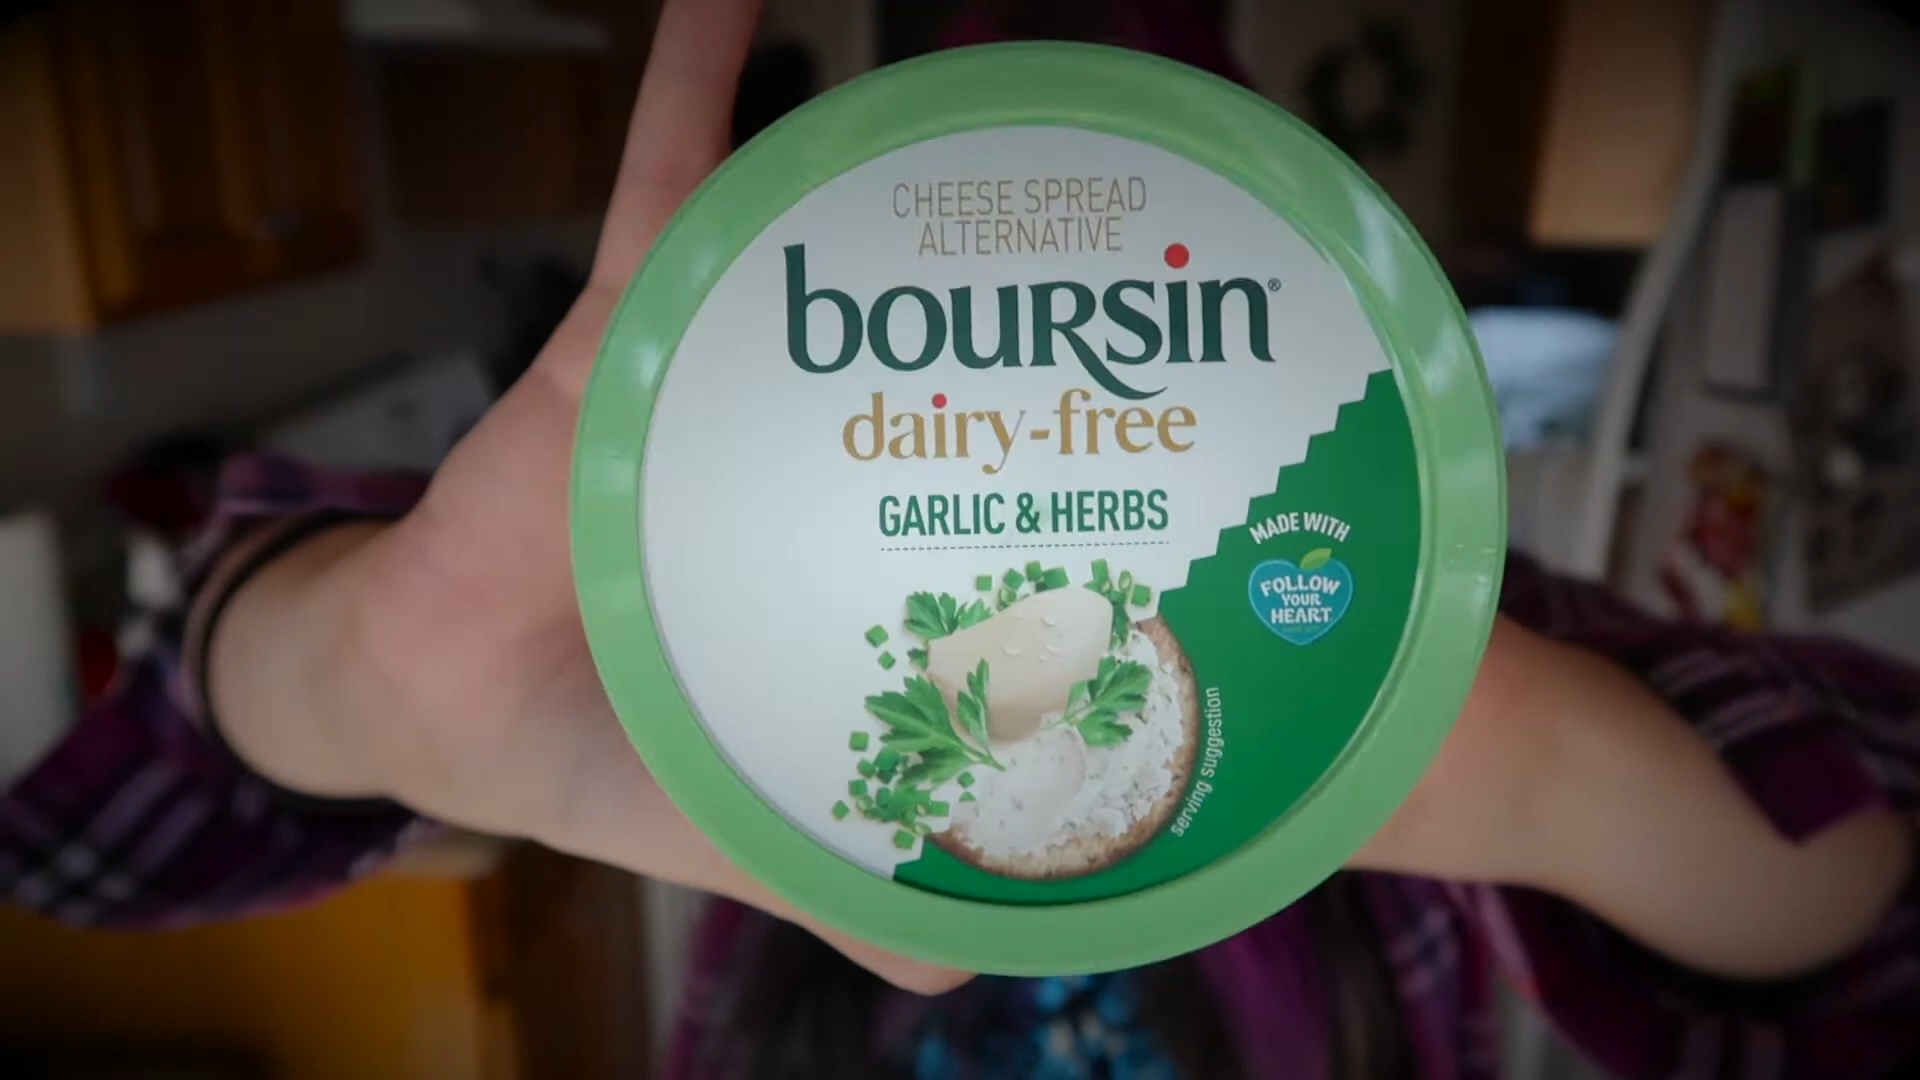 CHEESE SPREAD
ALTERNATIVE
boursin®
dairy-free
GARLIC & HERBS
MADE WITH
FOLLOW
YOUR
HEART
serving suggestion